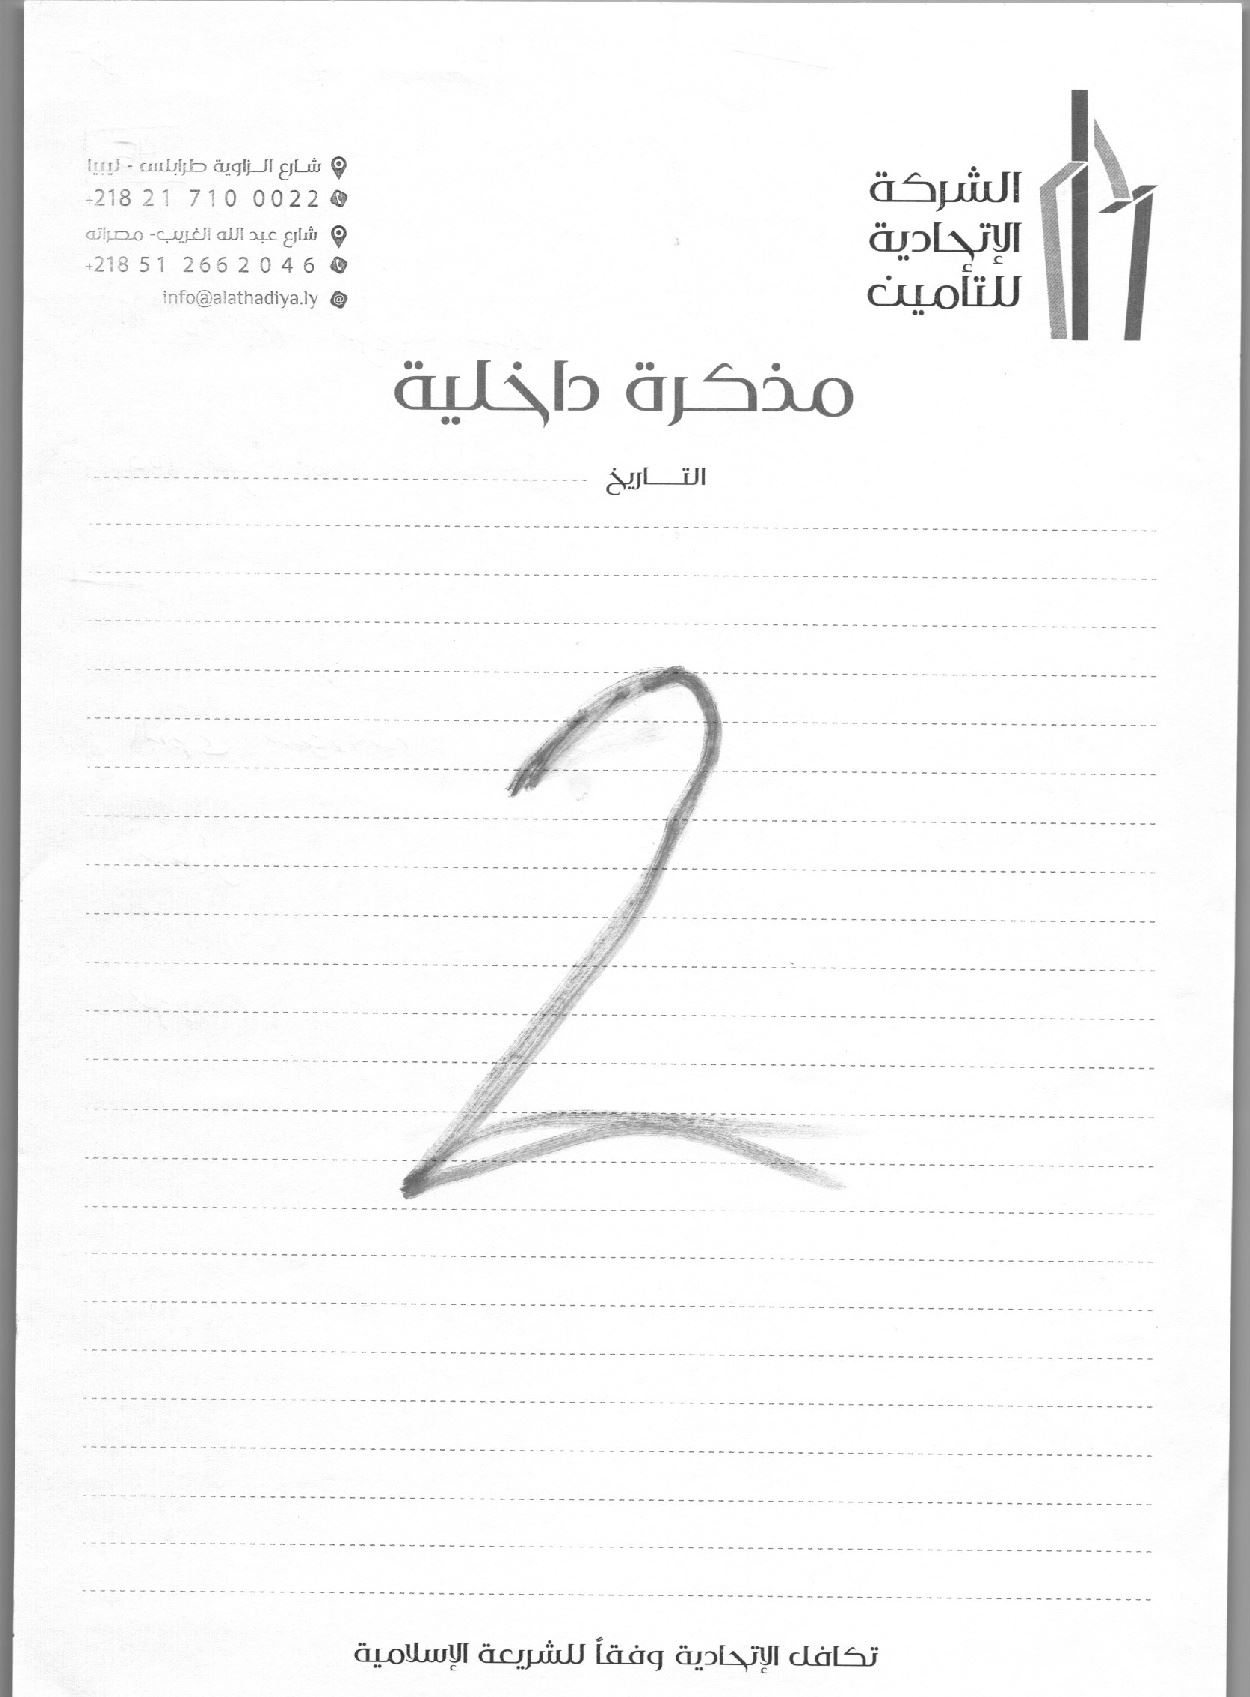 الشركة
الإتحادية
للتأمين
شارع الزاوية طرابلس - ليبيا
+218 21 710 0022
شارع عبد الله الغريب- مصراته
+218 51 2662046
info@alathadiya.ly
مذكرة داخلية
التاريخ
2
تكافل الإتحادية وفقاً للشريعة الإسلامية